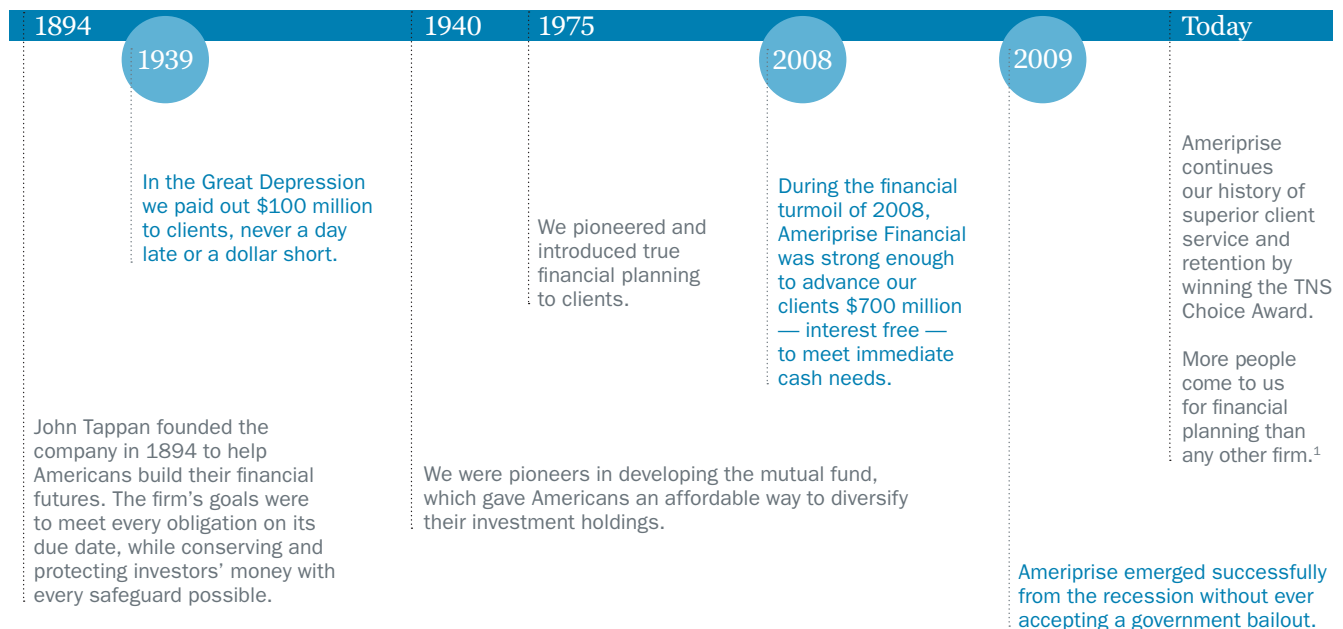 1894
John Tappan founded the
company in 1894 to help
Americans build their financial
futures. The firm's goals were
to meet every obligation on its
due date, while conserving and
protecting investors' money with
every safeguard possible.
1939
In the Great Depression
we paid out $100 million
to clients, never a day
late or a dollar short.
1940
We were pioneers in developing the mutual fund,
which gave Americans an affordable way to diversify
their investment holdings.
1975
We pioneered and
introduced true
financial planning
to clients.
2008
During the financial
turmoil of 2008,
Ameriprise Financial
was strong enough
to advance our
clients $700 million
— interest free —
to meet immediate
cash needs.
2009
Ameriprise emerged successfully
from the recession without ever
accepting a government bailout.
Today
Ameriprise
continues
our history of
superior client
service and
retention by
winning the TNS
Choice Award.
More people
come to us
for financial
planning than
any other firm.¹